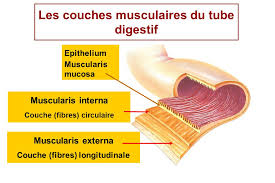 Les couches musculaires du tube
digestif
Epithelium
Muscularis
mucosa
Muscularis interna
Couche (fibres) circulaire
Muscularis externa
Couche (fibres) longitudinale